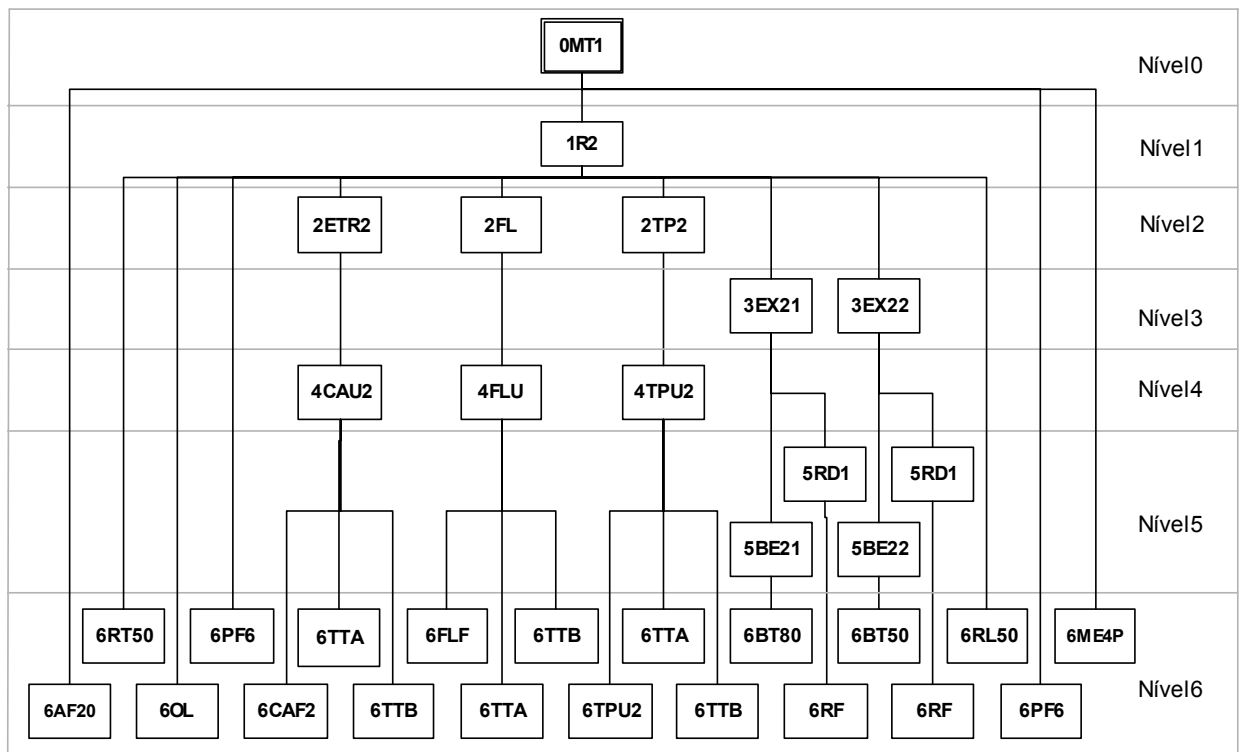 0MT1
Nível0
1R2
Nível1
2ETR2 2FL 2TP2
Nível2
3EX21 3EX22
Nível3
4CAU2 4FLU 4TPU2
Nível4
5RD1 5RD1
5BE21 5BE22
Nível5
6RT50 6PF6 6TTA 6FLF 6TTB 6TTA 6BT80 6BT50 6RL50 6ME4P
6AF20 6OL 6CAF2 6TTB 6TTA 6TPU2 6TTB 6RF 6RF 6PF6
Nível6